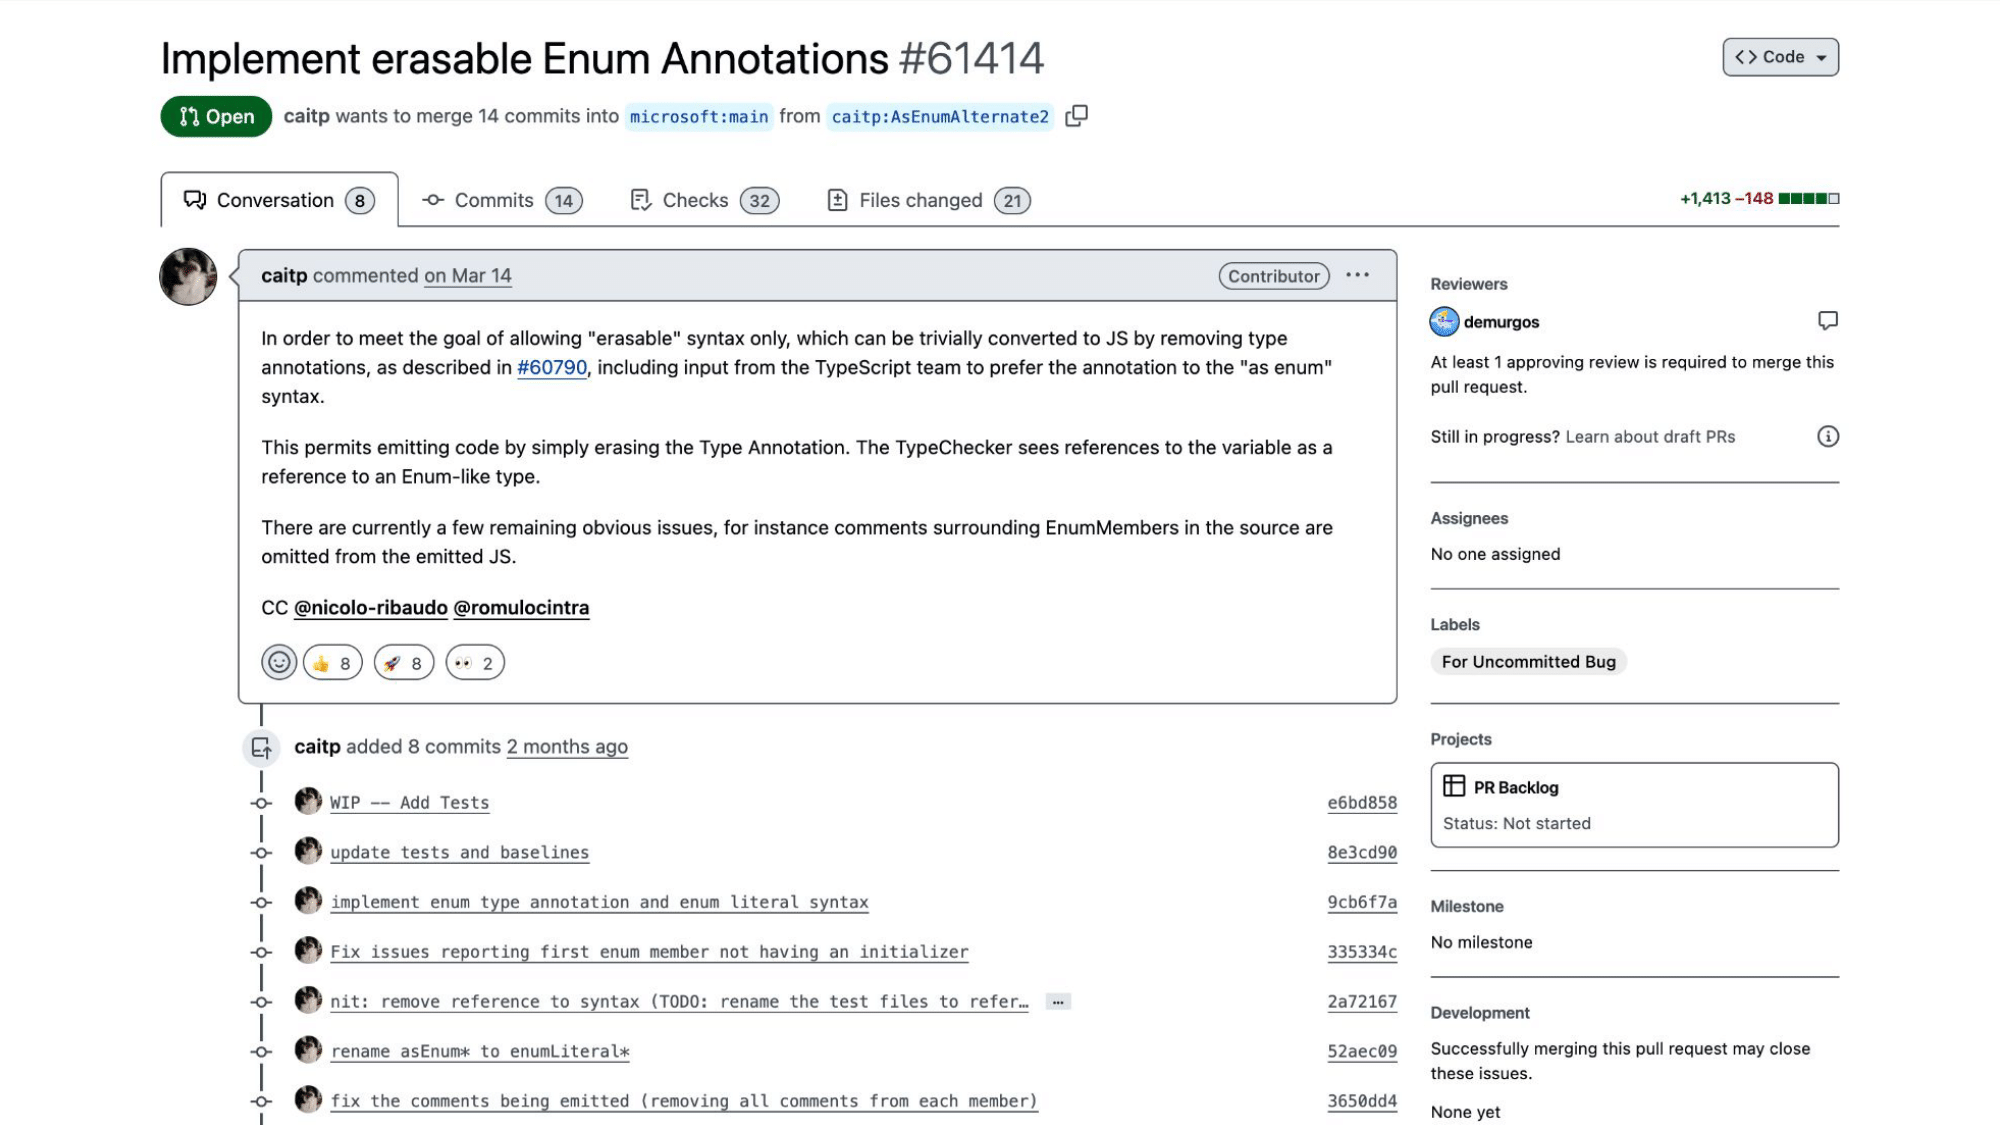 Implement erasable Enum Annotations #61414
Code
Open caitp wants to merge 14 commits into microsoft:main from caitp:AsEnumAlternate2
Conversation 8 Commits 14 Checks 32 Files changed 21
+1,413 −148
caitp commented on Mar 14
Contributor
In order to meet the goal of allowing "erasable" syntax only, which can be trivially converted to JS by removing type
annotations, as described in #60790, including input from the TypeScript team to prefer the annotation to the "as enum"
syntax.
This permits emitting code by simply erasing the Type Annotation. The TypeChecker sees references to the variable as a
reference to an Enum-like type.
There are currently a few remaining obvious issues, for instance comments surrounding EnumMembers in the source are
omitted from the emitted JS.
CC @nicolo-ribaudo @romulocintra
8 8 2
caitp added 8 commits 2 months ago
WIP -- Add Tests e6bd858
update tests and baselines 8e3cd90
implement enum type annotation and enum literal syntax 9cb6f7a
Fix issues reporting first enum member not having an initializer 335334c
nit: remove reference to syntax (TODO: rename the test files to refer… 2a72167
rename asEnum* to enumLiteral* 52aec09
fix the comments being emitted (removing all comments from each member) 3650dd4
Reviewers
demurgos
At least 1 approving review is required to merge this
pull request.
Still in progress? Learn about draft PRs
Assignees
No one assigned
Labels
For Uncommitted Bug
Projects
PR Backlog
Status: Not started
Milestone
No milestone
Development
Successfully merging this pull request may close
these issues.
None yet